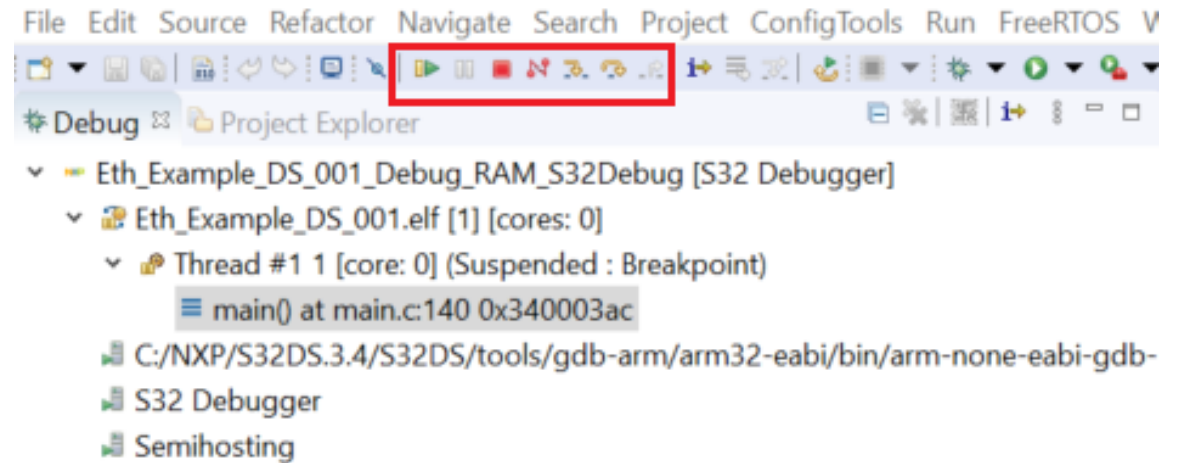 File Edit Source Refactor Navigate Search Project ConfigTools Run FreeRTOS
Debug Project Explorer
Eth_Example_DS_001_Debug_RAM_S32Debug [S32 Debugger]
Eth_Example_DS_001.elf [1] [cores: 0]
Thread #1 1 [core: 0] (Suspended : Breakpoint)
main() at main.c:140 0x340003ac
C:/NXP/S32DS.3.4/S32DS/tools/gdb-arm/arm32-eabi/bin/arm-none-eabi-gdb-
S32 Debugger
Semihosting